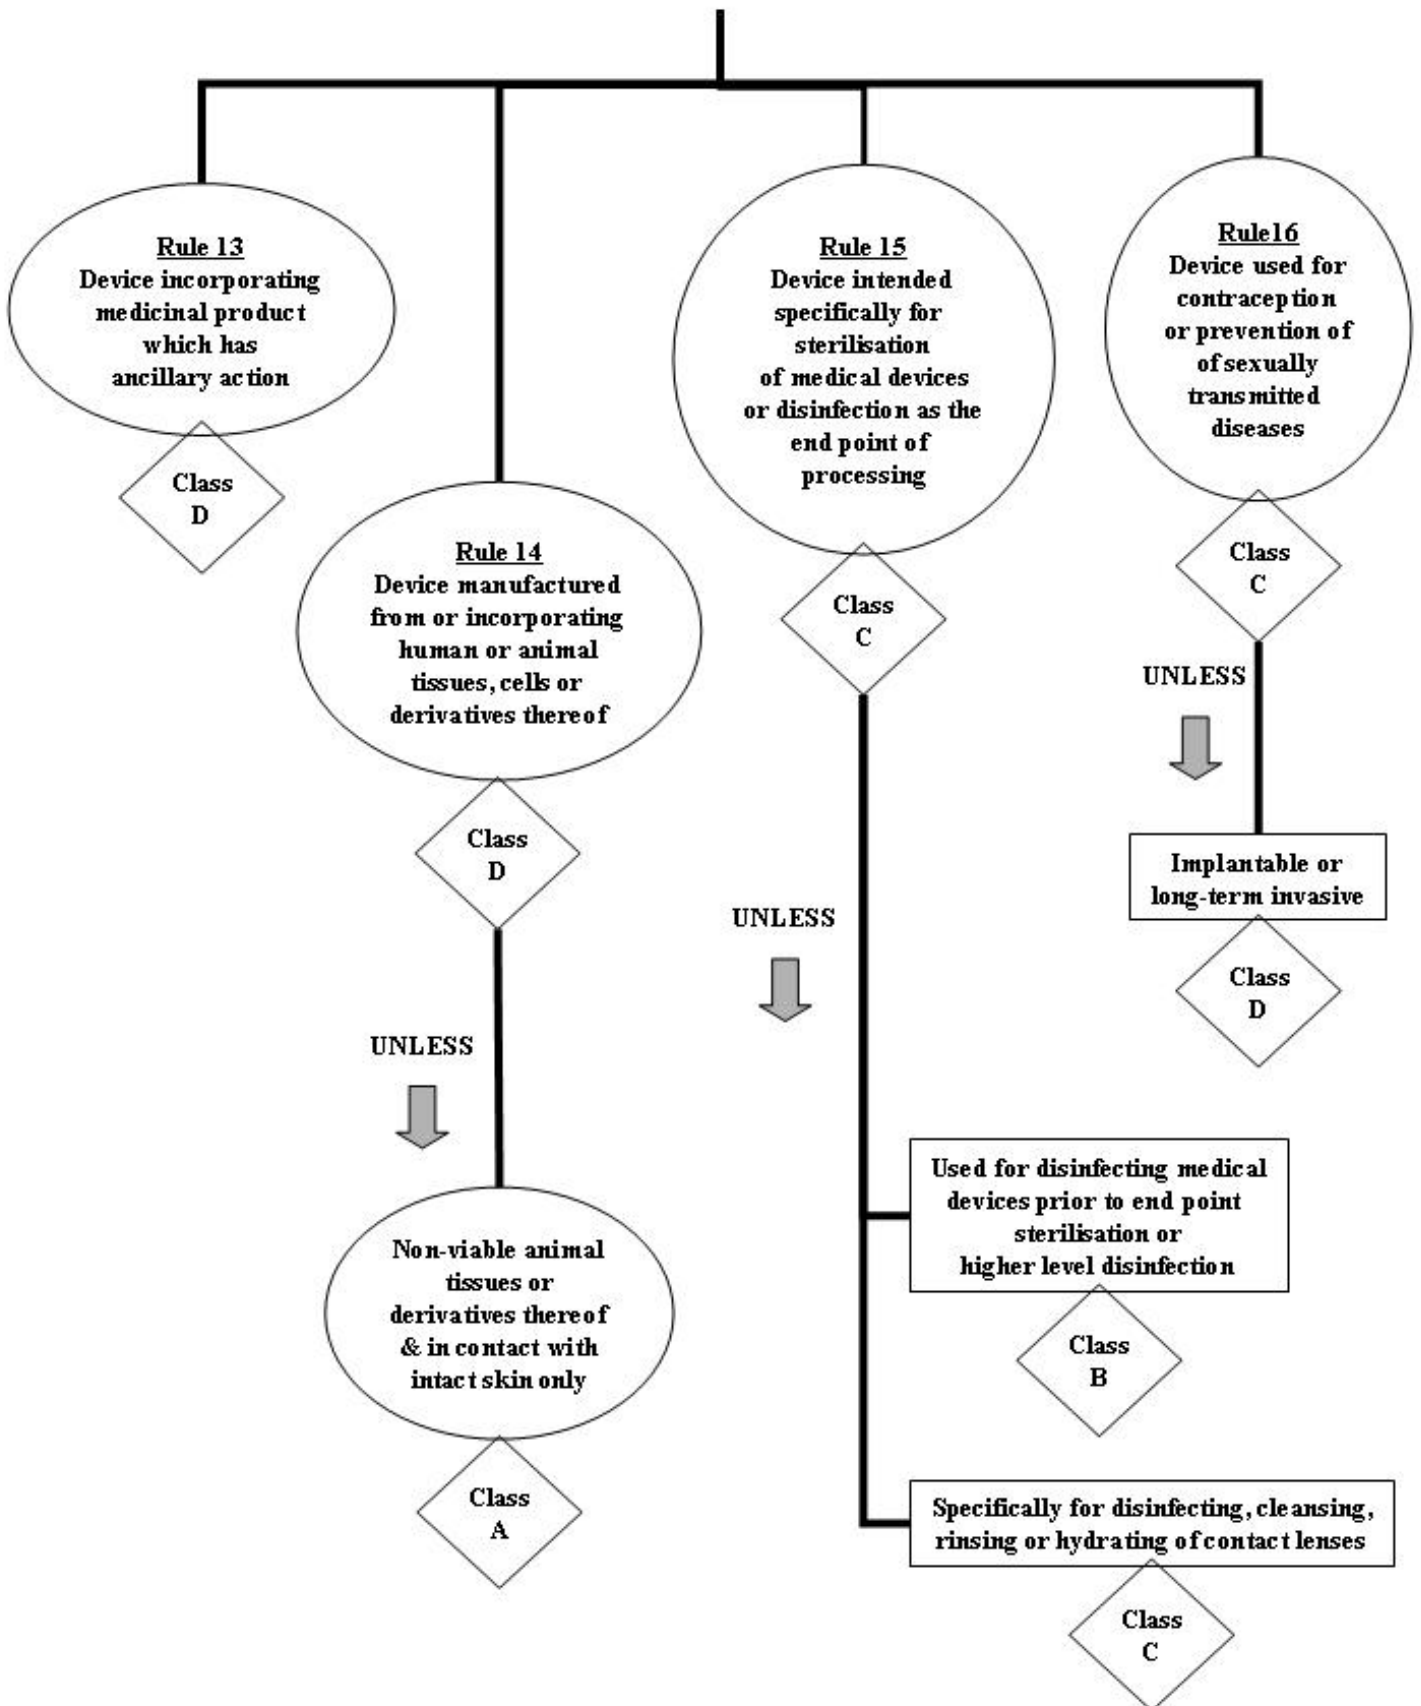 Rule 13
Device incorporating
medicinal product
which has
ancillary action
Class
D
Rule 14
Device manufactured
from or incorporating
human or animal
tissues, cells or
derivatives thereof
Class
D
UNLESS
Non-viable animal
tissues or
derivatives thereof
& in contact with
intact skin only
Class
A
Rule 15
Device intended
specifically for
sterilisation
of medical devices
or disinfection as the
end point of
processing
Class
C
UNLESS
Used for disinfecting medical
devices prior to end point
sterilisation or
higher level disinfection
Class
B
Specifically for disinfecting, cleansing,
rinsing or hydrating of contact lenses
Class
C
Rule16
Device used for
contraception
or prevention of
of sexually
transmitted
diseases
Class
C
UNLESS
Implantable or
long-term invasive
Class
D